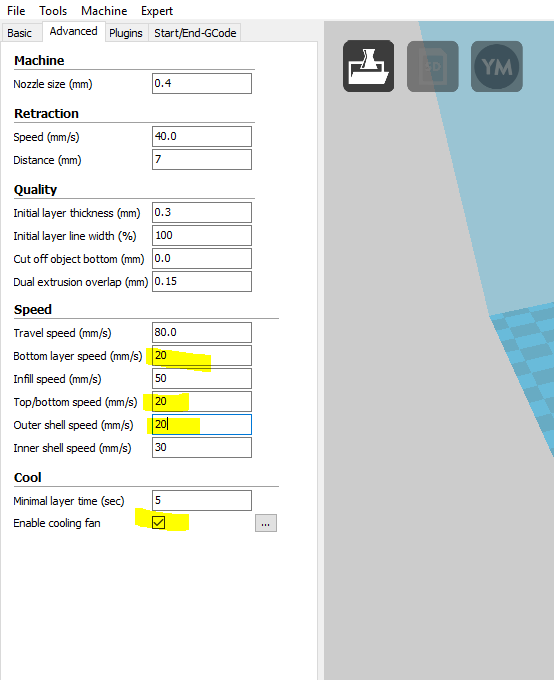 File Tools Machine Expert
Basic Advanced Plugins Start/End-GCode
Machine
Nozzle size (mm) 0.4
Retraction
Speed (mm/s) 40.0
Distance (mm) 7
Quality
Initial layer thickness (mm) 0.3
Initial layer line width (%) 100
Cut off object bottom (mm) 0.0
Dual extrusion overlap (mm) 0.15
Speed
Travel speed (mm/s) 80.0
Bottom layer speed (mm/s) 20
Infill speed (mm/s) 50
Top/bottom speed (mm/s) 20
Outer shell speed (mm/s) 20
Inner shell speed (mm/s) 30
Cool
Minimal layer time (sec) 5
Enable cooling fan ...
SD
YM